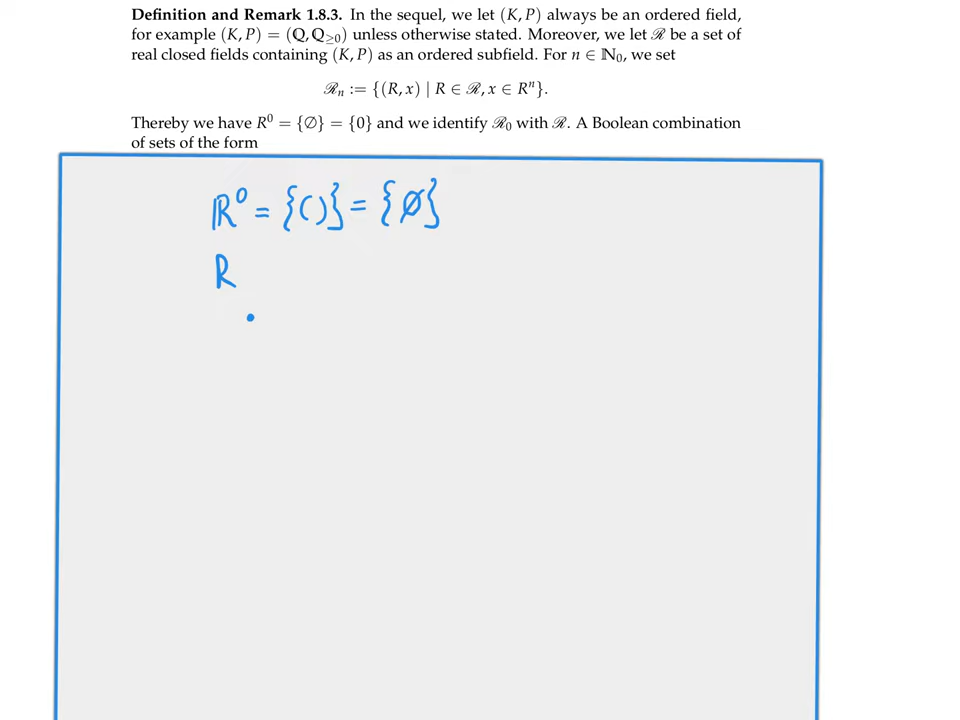 Definition and Remark 1.8.3. In the sequel, we let (K, P) always be an ordered field,
for example (K, P) = (ℚ, ℚ≥0) unless otherwise stated. Moreover, we let ℛ be a set of
real closed fields containing (K, P) as an ordered subfield. For n ∈ ℕ₀, we set
ℛₙ := {(R, x) | R ∈ ℛ, x ∈ Rⁿ}.
Thereby we have R⁰ = {∅} = {0} and we identify ℛ₀ with ℛ. A Boolean combination
of sets of the form
ℝ⁰ = {()} = {∅}
R